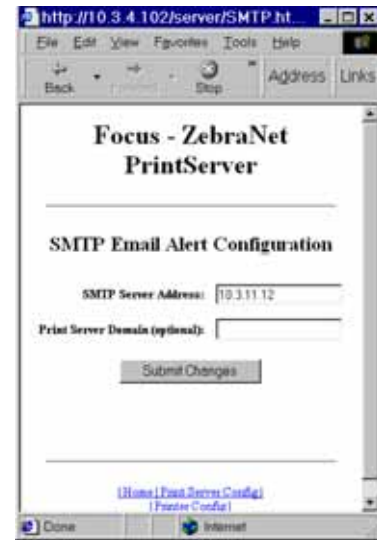 http://10.3.4.102/server/SMTP.ht...
File Edit View Favorites Tools Help
Back Forward Stop Address Links
Focus - ZebraNet
PrintServer
SMTP Email Alert Configuration
SMTP Server Address: 10.3.11.12
Print Server Domain (optional):
Submit Changes
[Home | Print Server Config]
[Printer Config]
Done Internet